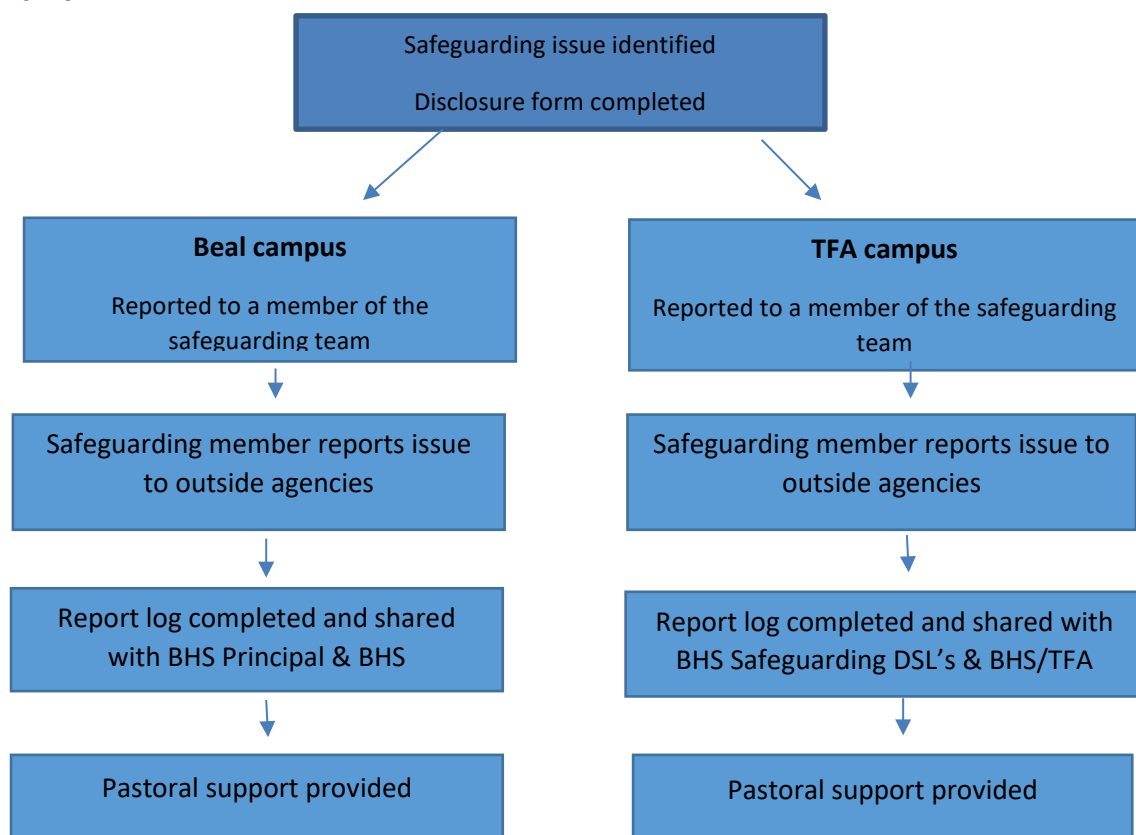 Safeguarding issue identified
Disclosure form completed
Beal campus
Reported to a member of the
safeguarding team
Safeguarding member reports issue
to outside agencies
Report log completed and shared
with BHS Principal & BHS
Pastoral support provided
TFA campus
Reported to a member of the safeguarding
team
Safeguarding member reports issue to
outside agencies
Report log completed and shared with
BHS Safeguarding DSL’s & BHS/TFA
Pastoral support provided